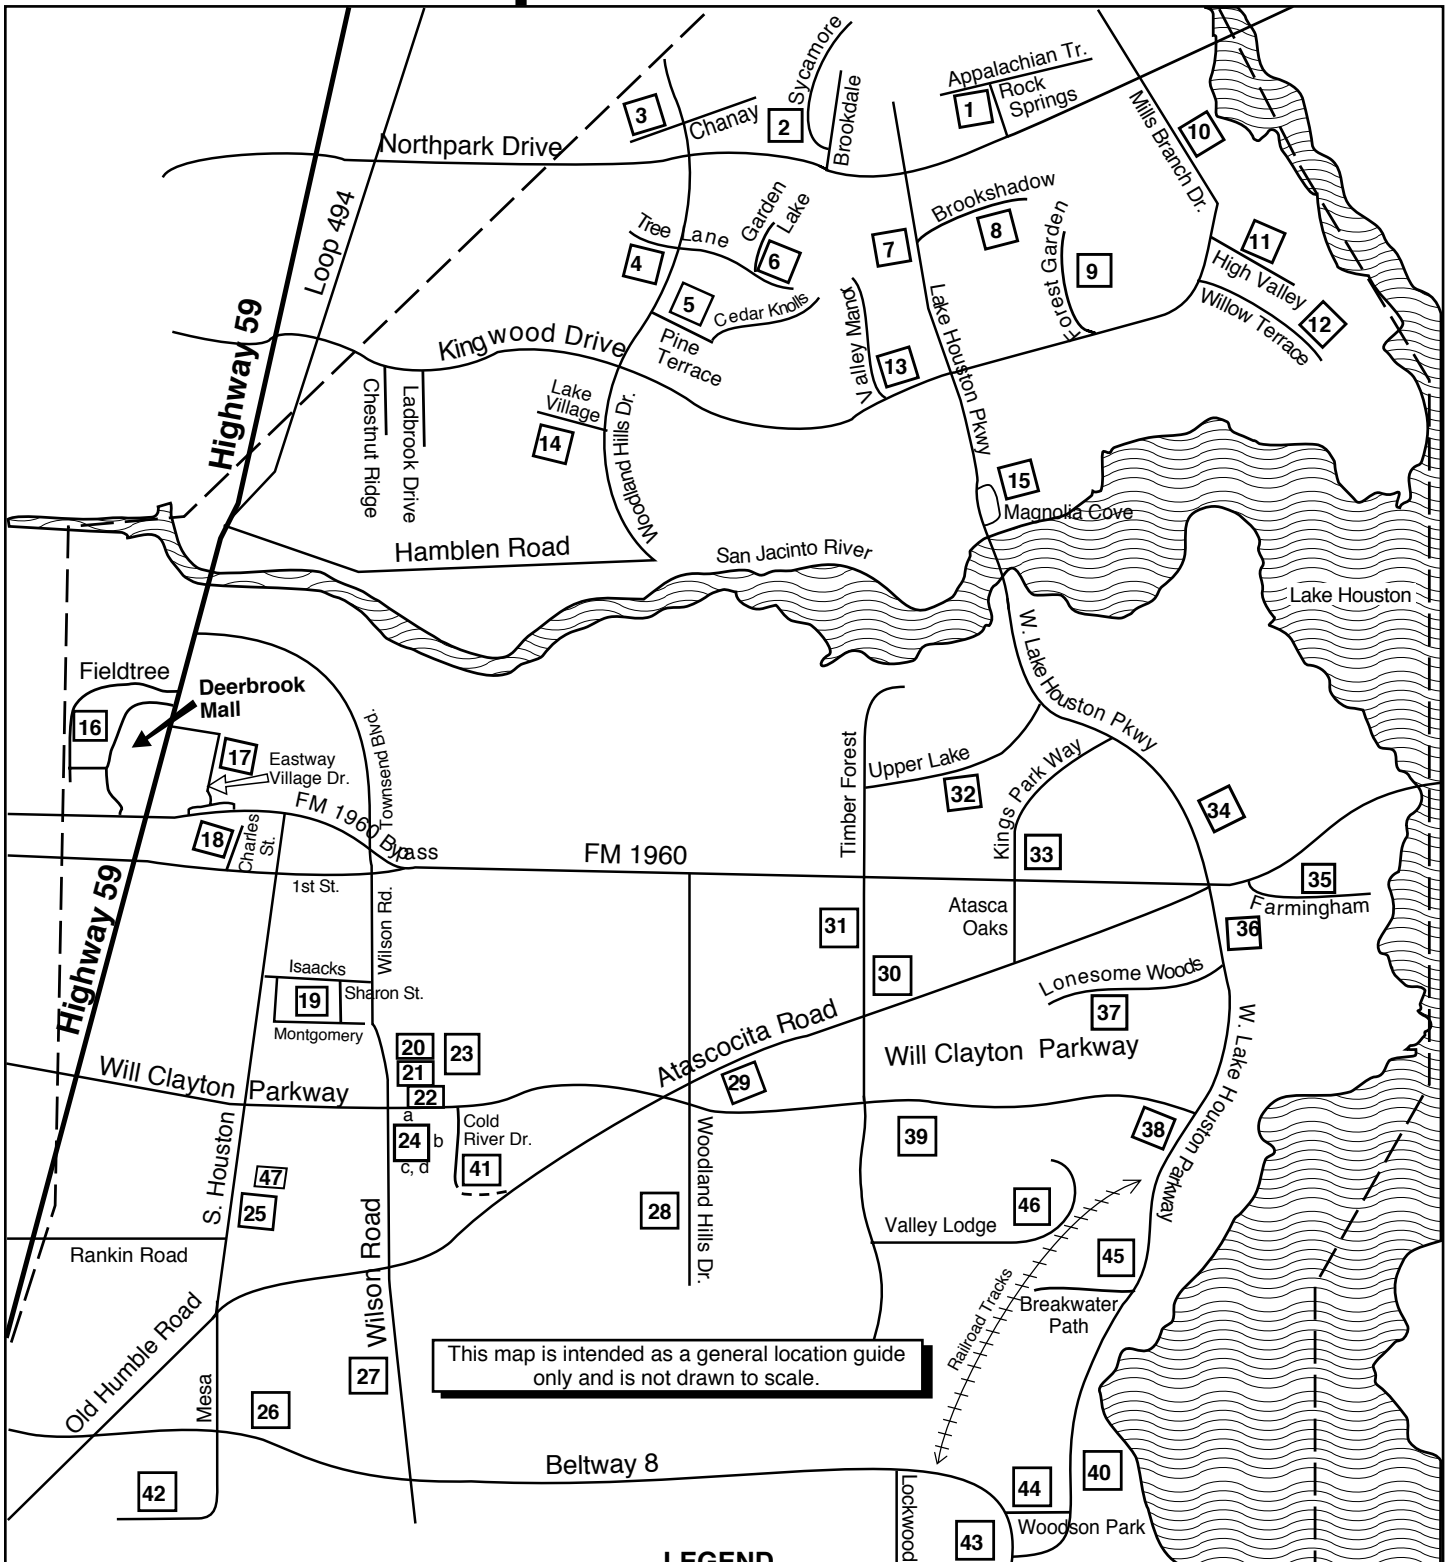 Sycamore
Appalachian Tr.
Rock
Springs
1
3
Chanay
2
Brookdale
Mills Branch Dr.
10
Northpark Drive
Loop 494
Tree Lane
Garden
Lake
Brookshadow
4
6
7
8
Forest Garden
9
11
High Valley
12
Willow Terrace
5
Cedar Knolls
Pine
Terrace
Valley Manor
13
Lake Houston Pkwy
Highway 59
Kingwood Drive
Chestnut Ridge
Ladbrook Drive
Lake
Village
14
Woodland Hills Dr.
15
Magnolia Cove
Hamblen Road
San Jacinto River
Lake Houston
W. Lake Houston Pkwy
Fieldtree
Deerbrook
Mall
16
17
Eastway
Village Dr.
Townsend Blvd.
FM 1960 Bypass
18
Charles
St.
1st St.
FM 1960
Timber Forest
Upper Lake
32
Kings Park Way
33
34
35
Farmingham
36
Highway 59
Wilson Rd.
Isaacks
19
Sharon St.
Montgomery
31
30
Atasca
Oaks
Lonesome Woods
37
20
21
22
23
Atascocita Road
29
Will Clayton Parkway
Will Clayton Parkway
W. Lake Houston Parkway
a
24
b
c, d
Cold
River Dr.
41
S. Houston
47
25
28
Woodland Hills Dr.
39
38
46
Valley Lodge
45
Rankin Road
Breakwater
Path
Railroad Tracks
Old Humble Road
Wilson Road
27
This map is intended as a general location guide
only and is not drawn to scale.
Mesa
26
Beltway 8
42
Lockwood
44
40
Woodson Park
43
LEGEND